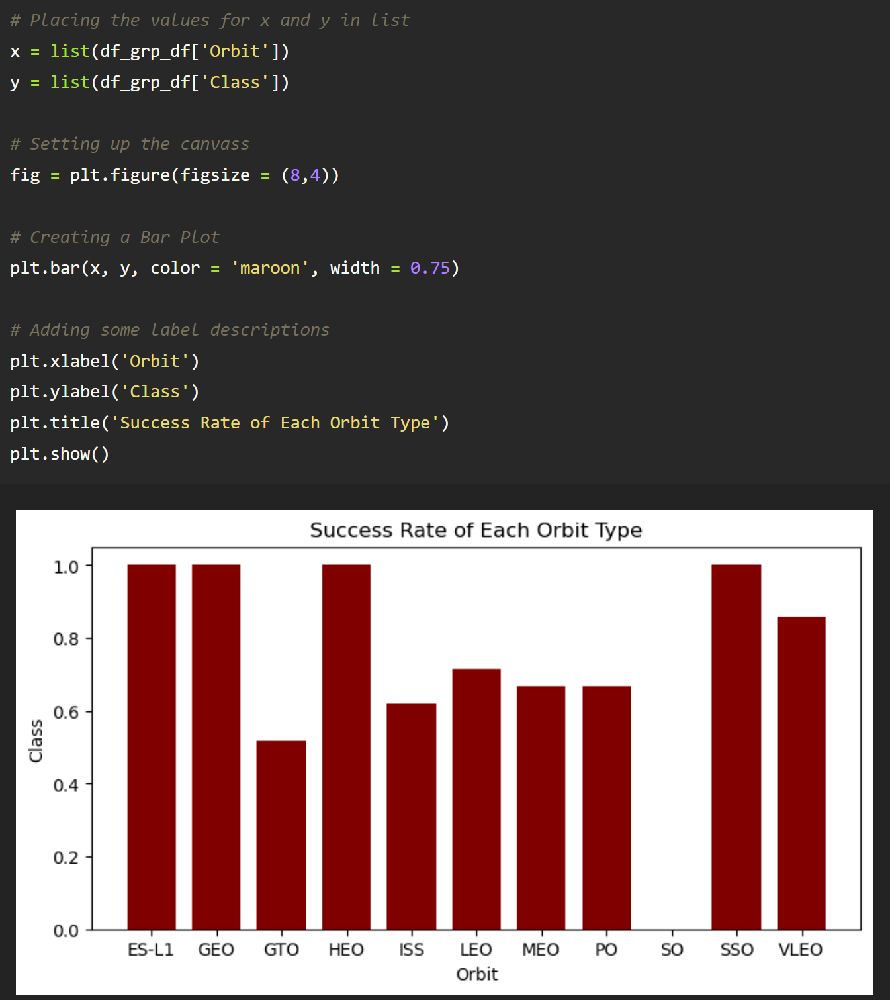 # Placing the values for x and y in list
x = list(df_grp_df['Orbit'])
y = list(df_grp_df['Class'])
# Setting up the canvass
fig = plt.figure(figsize = (8,4))
# Creating a Bar Plot
plt.bar(x, y, color = 'maroon', width = 0.75)
# Adding some label descriptions
plt.xlabel('Orbit')
plt.ylabel('Class')
plt.title('Success Rate of Each Orbit Type')
plt.show()
Success Rate of Each Orbit Type
1.0
0.8
0.6
0.4
0.2
0.0
Class
ES-L1 GEO GTO HEO ISS LEO MEO PO SO SSO VLEO
Orbit